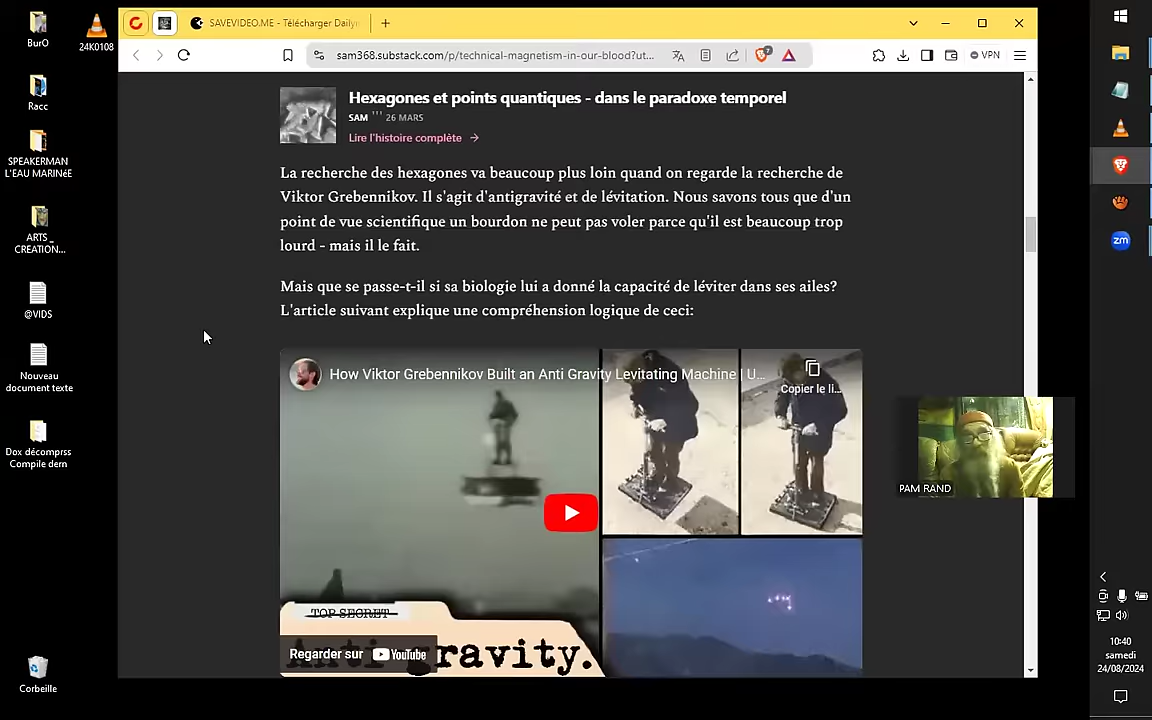 BurO
24K0108
Racc
SPEAKERMAN
L'EAU MARINéE
ARTS_
CREATION...
@VIDS
Nouveau
document texte
Dox décomprss
Compile dern
Corbeille
SAVEVIDEO.ME - Télécharger Dailyn
sam368.substack.com/p/technical-magnetism-in-our-blood?ut...
7
VPN
Hexagones et points quantiques - dans le paradoxe temporel
SAM ''' 26 MARS
Lire l'histoire complète →
La recherche des hexagones va beaucoup plus loin quand on regarde la recherche de
Viktor Grebennikov. Il s'agit d'antigravité et de lévitation. Nous savons tous que d'un
point de vue scientifique un bourdon ne peut pas voler parce qu'il est beaucoup trop
lourd - mais il le fait.
Mais que se passe-t-il si sa biologie lui a donné la capacité de léviter dans ses ailes?
L'article suivant explique une compréhension logique de ceci:
How Viktor Grebennikov Built an Anti Gravity Levitating Machine | U...
Copier le li...
TOP SECRET
Anti gravity.
Regarder sur YouTube
PAM RAND
zm
10:40
samedi
24/08/2024